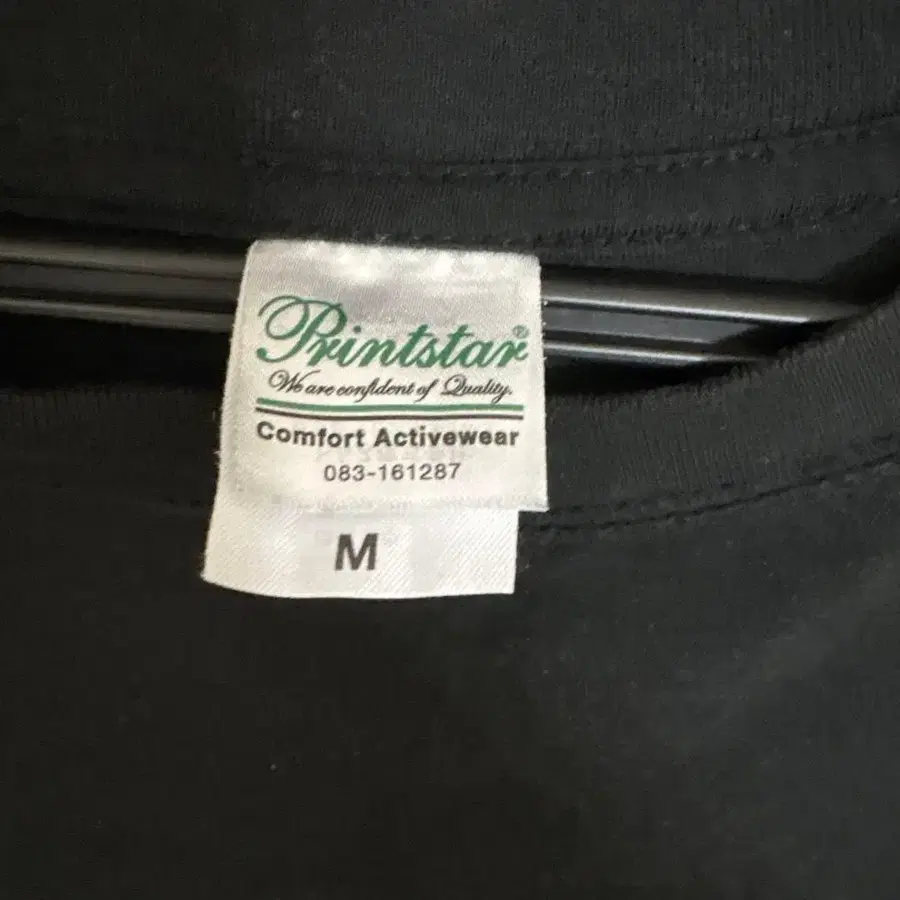 Printstar®
We are confident of Quality.
Comfort Activewear
083-161287
M